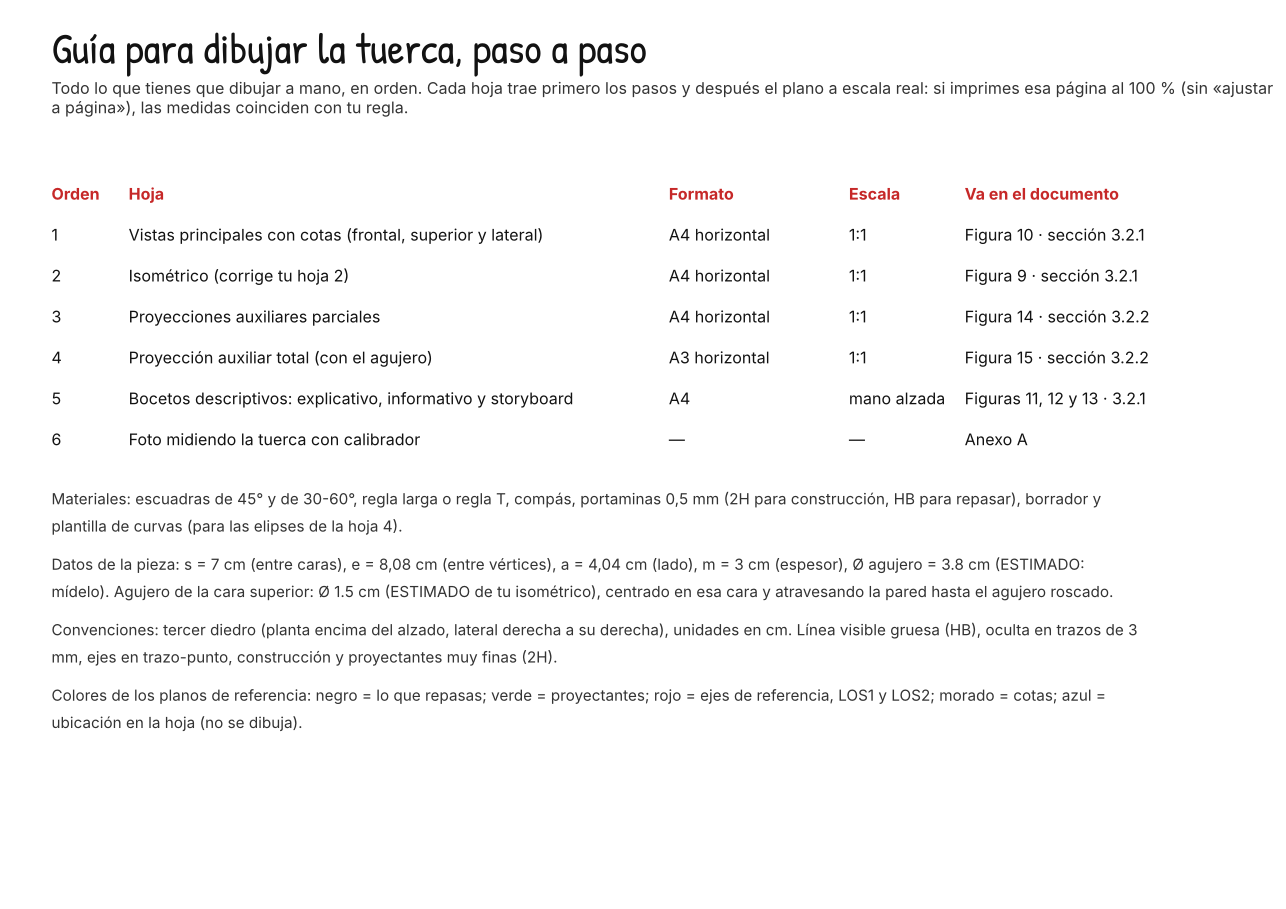 Guía para dibujar la tuerca, paso a paso
Todo lo que tienes que dibujar a mano, en orden. Cada hoja trae primero los pasos y después el plano a escala real: si imprimes esa página al 100 % (sin «ajustar
a página»), las medidas coinciden con tu regla.
Orden Hoja Formato Escala Va en el documento
1 Vistas principales con cotas (frontal, superior y lateral) A4 horizontal 1:1 Figura 10 · sección 3.2.1
2 Isométrico (corrige tu hoja 2) A4 horizontal 1:1 Figura 9 · sección 3.2.1
3 Proyecciones auxiliares parciales A4 horizontal 1:1 Figura 14 · sección 3.2.2
4 Proyección auxiliar total (con el agujero) A3 horizontal 1:1 Figura 15 · sección 3.2.2
5 Bocetos descriptivos: explicativo, informativo y storyboard A4 mano alzada Figuras 11, 12 y 13 · 3.2.1
6 Foto midiendo la tuerca con calibrador — — Anexo A
Materiales: escuadras de 45° y de 30-60°, regla larga o regla T, compás, portaminas 0,5 mm (2H para construcción, HB para repasar), borrador y
plantilla de curvas (para las elipses de la hoja 4).
Datos de la pieza: s = 7 cm (entre caras), e = 8,08 cm (entre vértices), a = 4,04 cm (lado), m = 3 cm (espesor), Ø agujero = 3.8 cm (ESTIMADO:
mídelo). Agujero de la cara superior: Ø 1.5 cm (ESTIMADO de tu isométrico), centrado en esa cara y atravesando la pared hasta el agujero roscado.
Convenciones: tercer diedro (planta encima del alzado, lateral derecha a su derecha), unidades en cm. Línea visible gruesa (HB), oculta en trazos de 3
mm, ejes en trazo-punto, construcción y proyectantes muy finas (2H).
Colores de los planos de referencia: negro = lo que repasas; verde = proyectantes; rojo = ejes de referencia, LOS1 y LOS2; morado = cotas; azul =
ubicación en la hoja (no se dibuja).